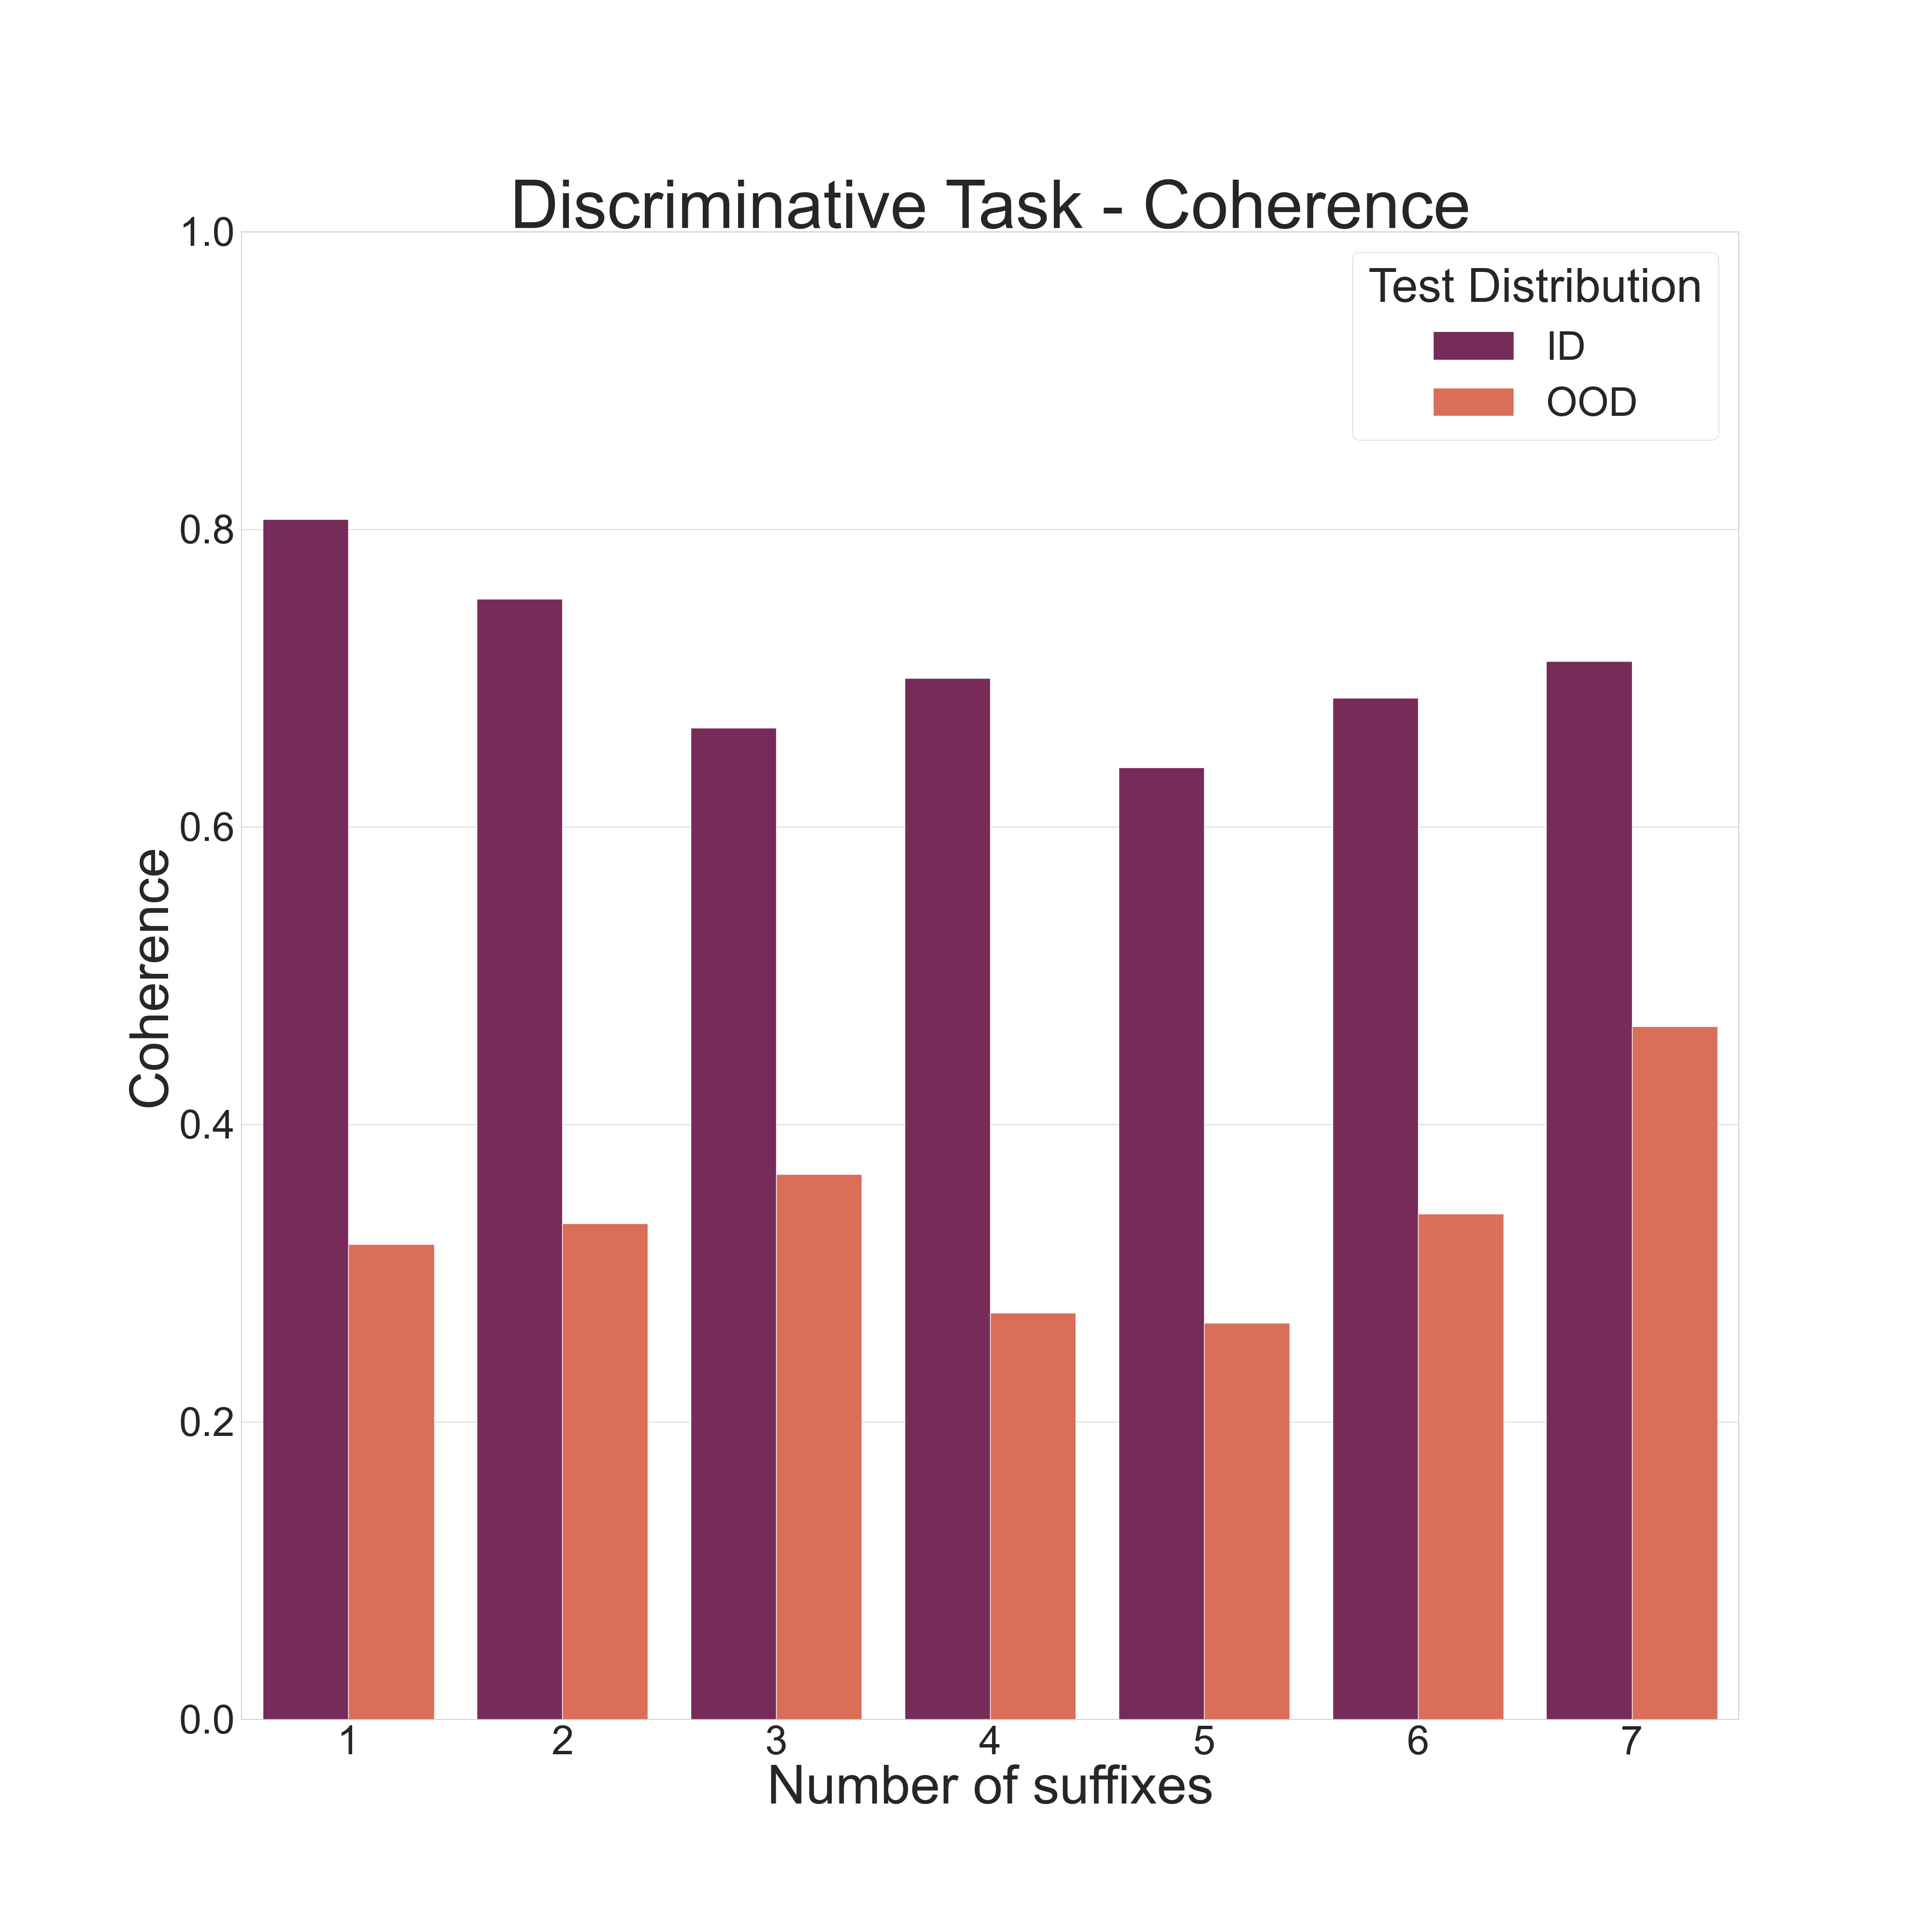 Discriminative Task - Coherence
Test Distribution
ID
OOD
1.0
0.8
0.6
0.4
0.2
0.0
Coherence
1 2 3 4 5 6 7
Number of suffixes